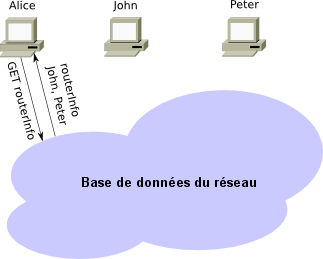 Alice
John
Peter
GET routerInfo
routerInfo
John, Peter
Base de données du réseau